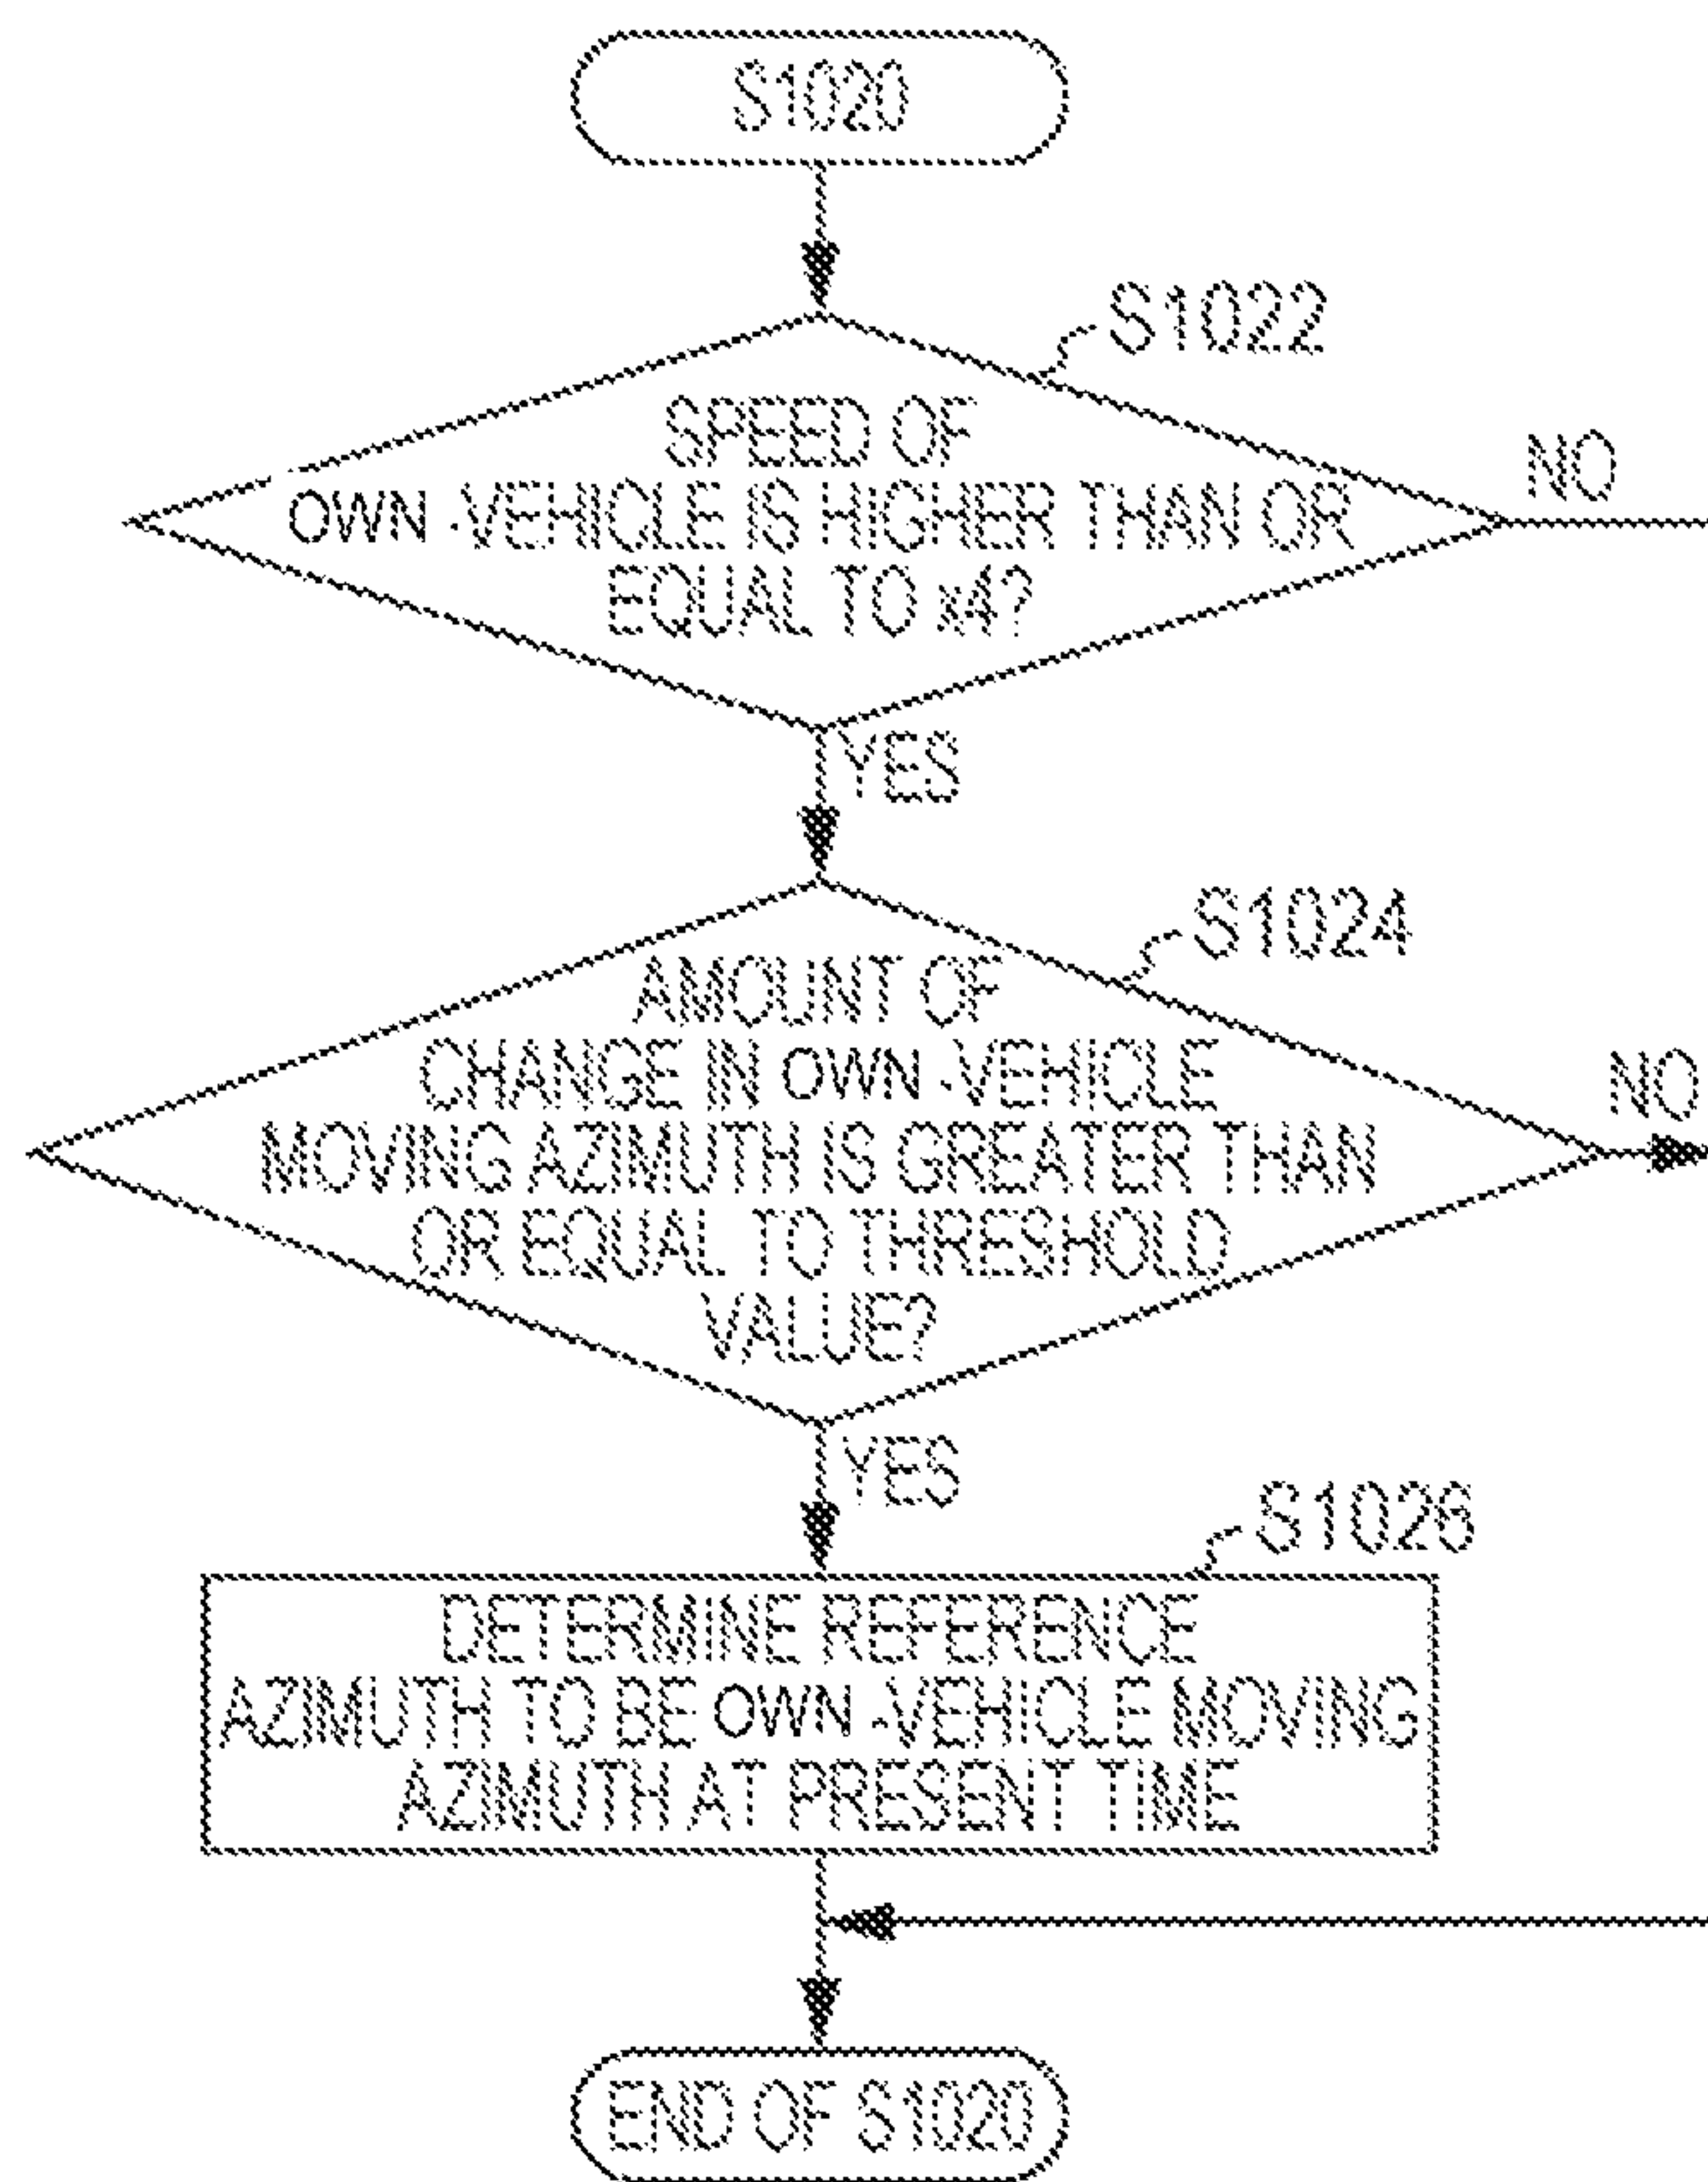 S1020
S1022
SPEED OF
OWN -VEHICLE IS HIGHER THAN OR
EQUAL TO x4?
NO
YES
S1024
AMOUNT OF
CHANGE IN OWN -VEHICLE
MOVING AZIMUTH IS GREATER THAN
OR EQUAL TO THRESHOLD
VALUE?
NO
YES
S1026
DETERMINE REFERENCE
AZIMUTH TO BE OWN -VEHICLE MOVING
AZIMUTH AT PRESENT TIME
END OF S1020